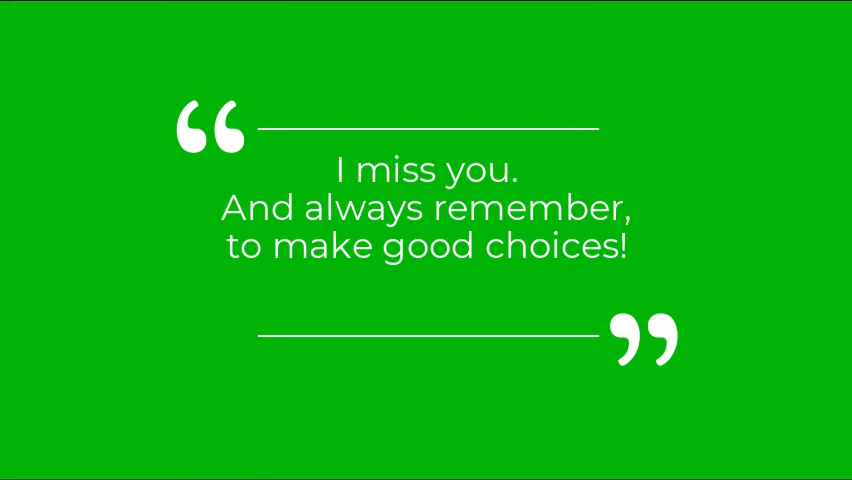 “
I miss you.
And always remember,
to make good choices!
”